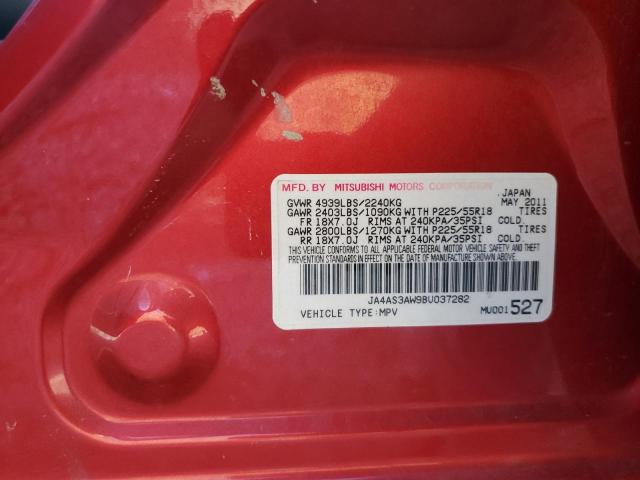 MFD. BY MITSUBISHI MOTORS CORPORATION JAPAN
GVWR 4939LBS/2240KG MAY 2011
GAWR 2403LBS/1090KG WITH P225/55R18 TIRES
FR 18X7.0J RIMS AT 240KPA/35PSI COLD
GAWR 2800LBS/1270KG WITH P225/55R18 TIRES
RR 18X7.0J RIMS AT 240KPA/35PSI COLD.
THIS VEHICLE CONFORMS TO ALL APPLICABLE FEDERAL MOTOR VEHICLE SAFETY AND THEFT
PREVENTION STANDARDS IN EFFECT ON THE DATE OF MANUFACTURE SHOWN ABOVE.
JA4AS3AW9BU037282
VEHICLE TYPE:MPV MU001527